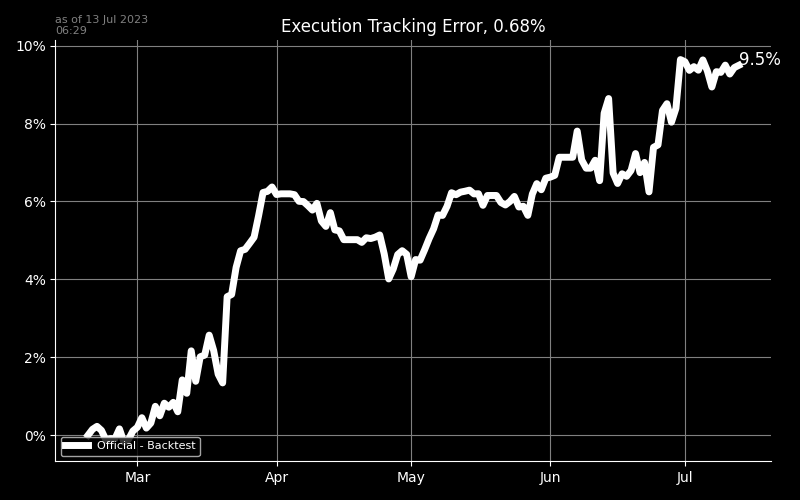 as of 13 Jul 2023
06:29
Execution Tracking Error, 0.68%
10%
8%
6%
4%
2%
0%
9.5%
Official - Backtest
Mar Apr May Jun Jul